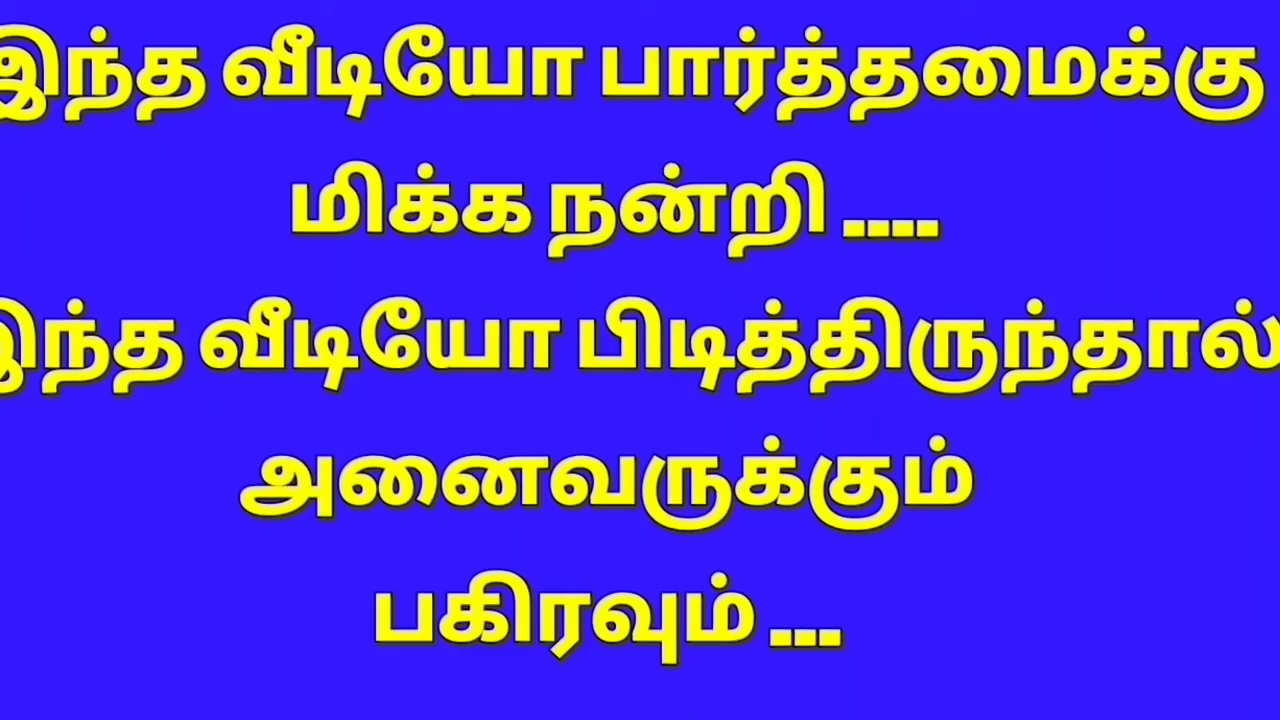 இந்த வீடியோ பார்த்தமைக்கு
மிக்க நன்றி ....
இந்த வீடியோ பிடித்திருந்தால்
அனைவருக்கும்
பகிரவும் ...